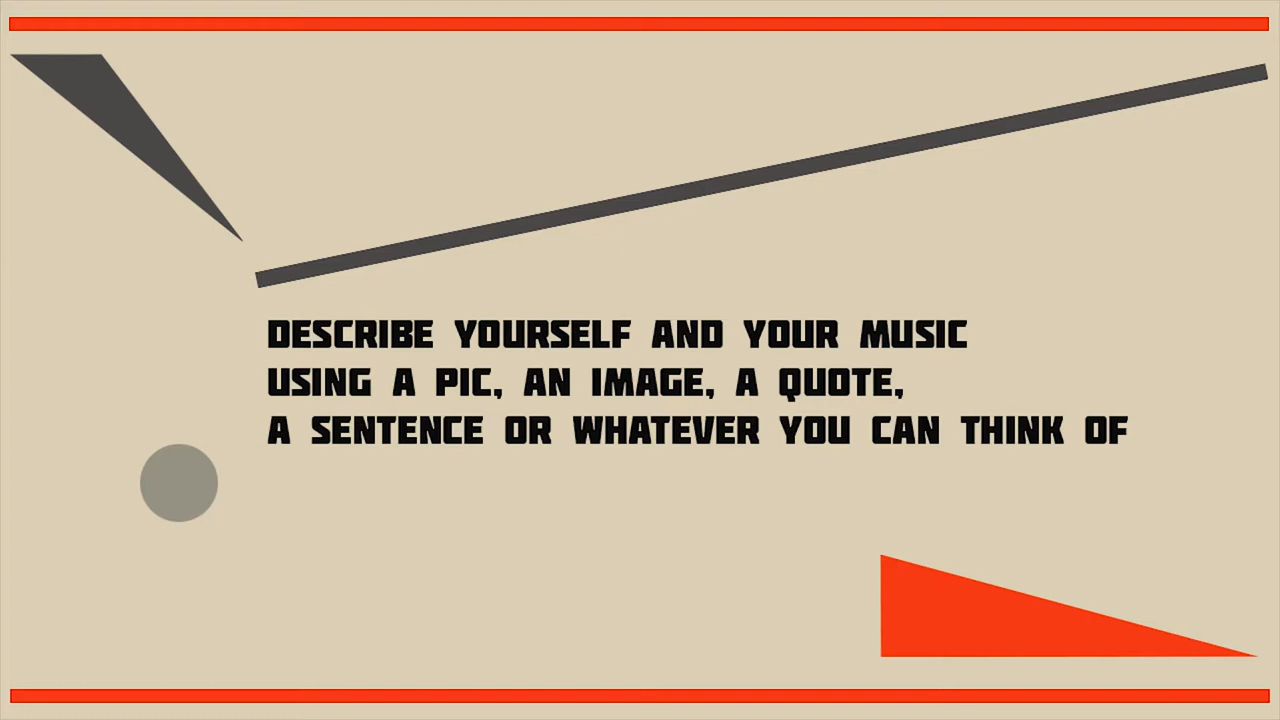 DESCRIBE YOURSELF AND YOUR MUSIC
USING A PIC, AN IMAGE, A QUOTE,
A SENTENCE OR WHATEVER YOU CAN THINK OF